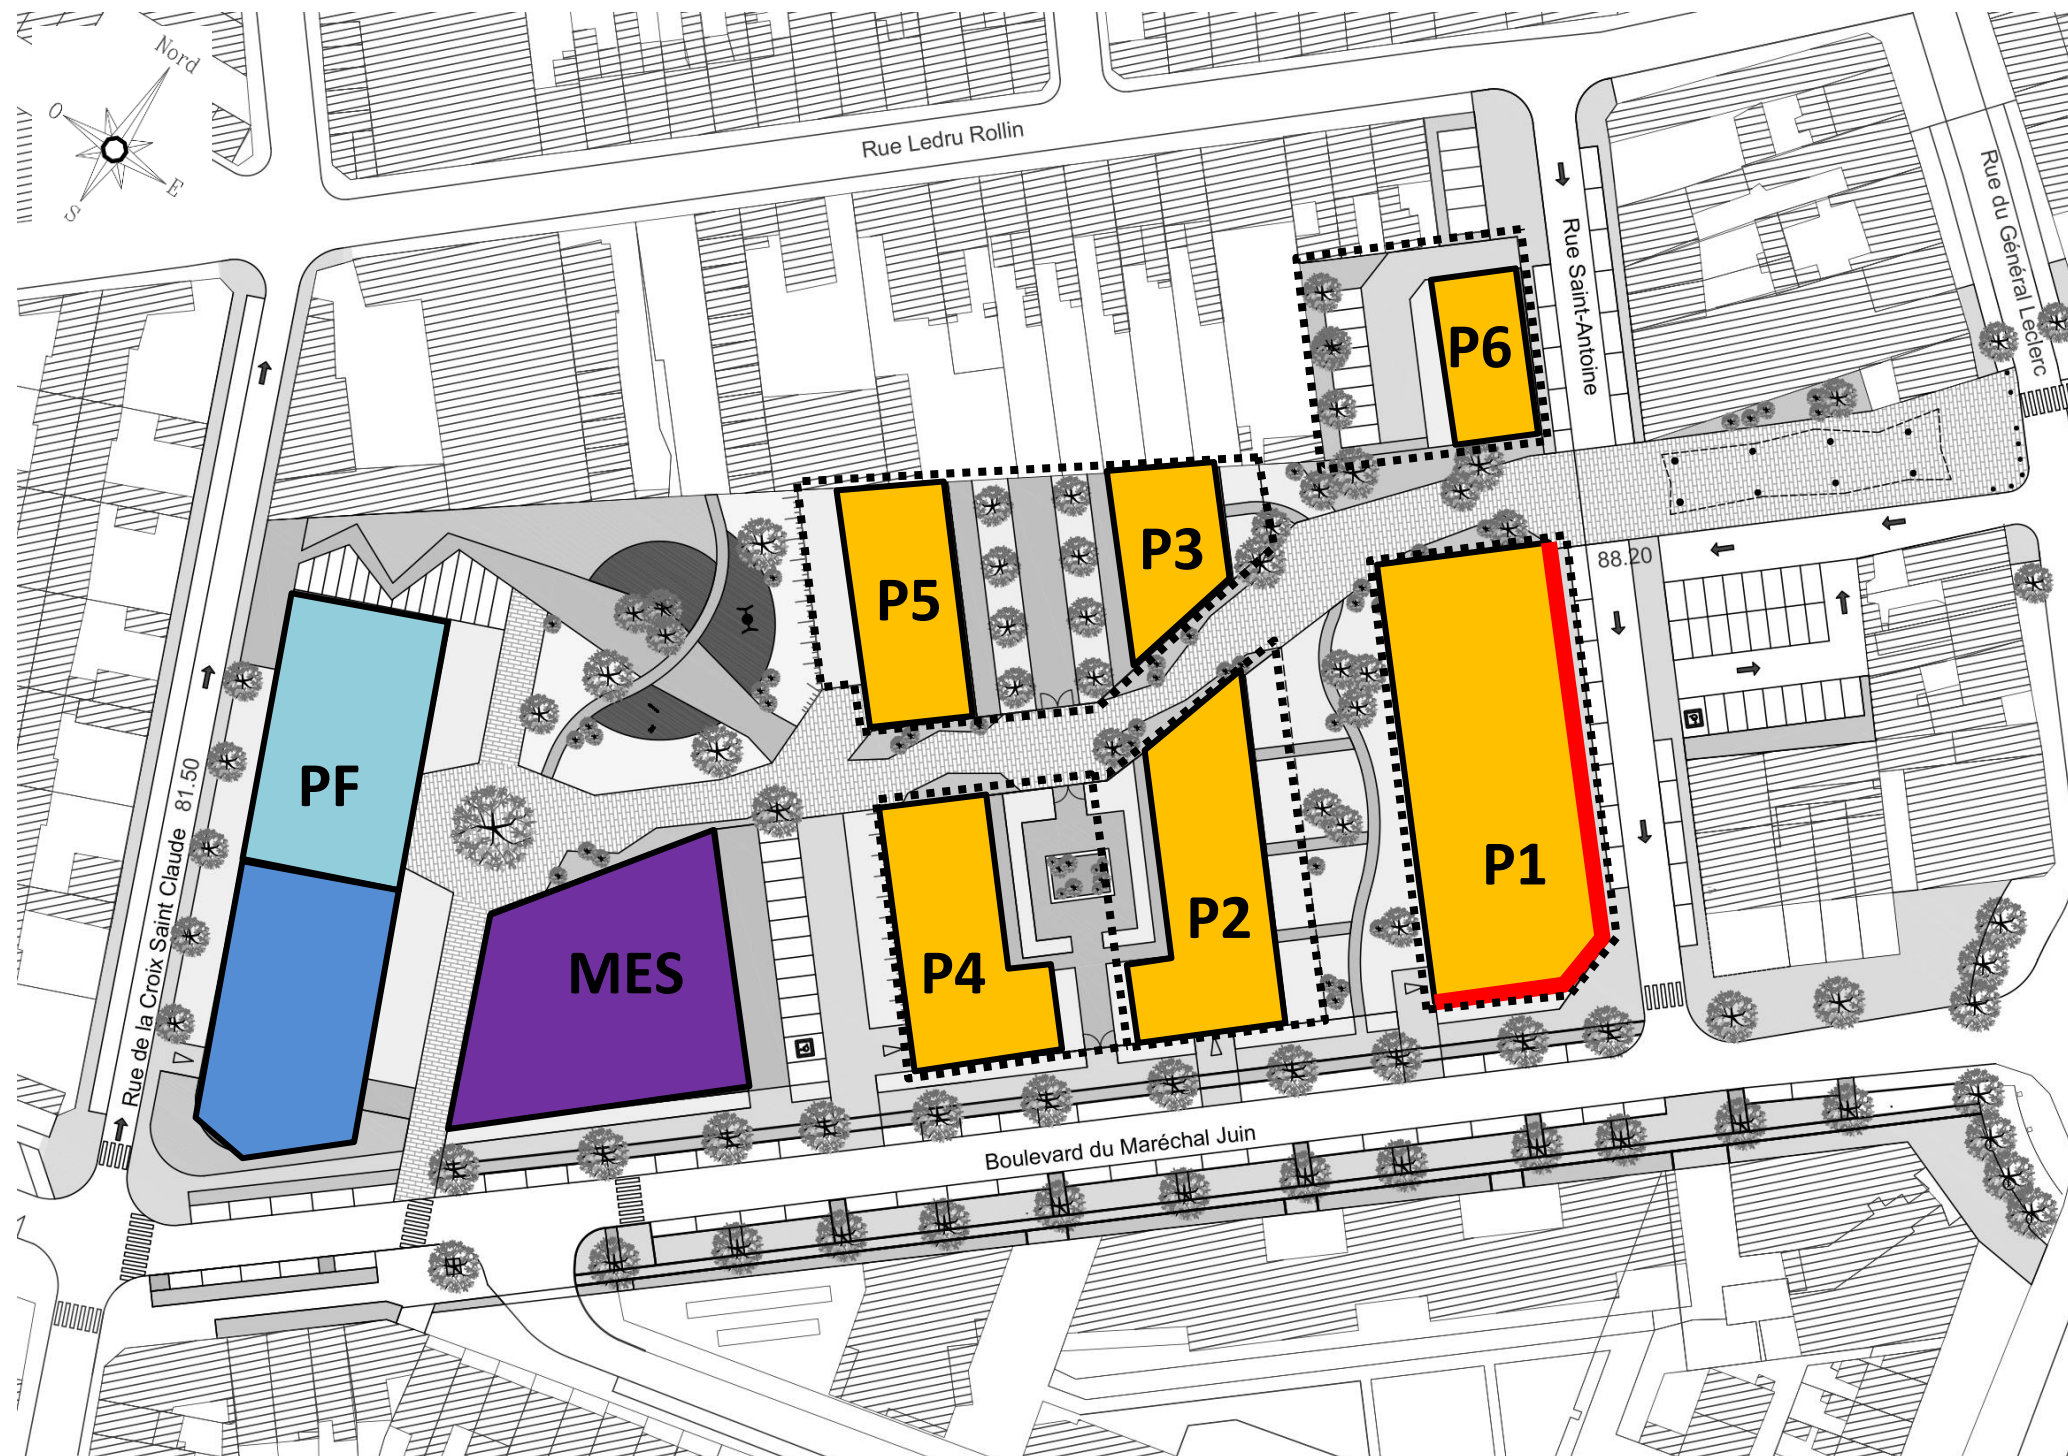 Nord
O
E
S
Rue Ledru Rollin
Rue Saint-Antoine
Rue du Général Leclerc
P6
P3
P5
88.20
PF
P1
P2
P4
MES
Rue de la Croix Saint Claude 81.50
Boulevard du Maréchal Juin